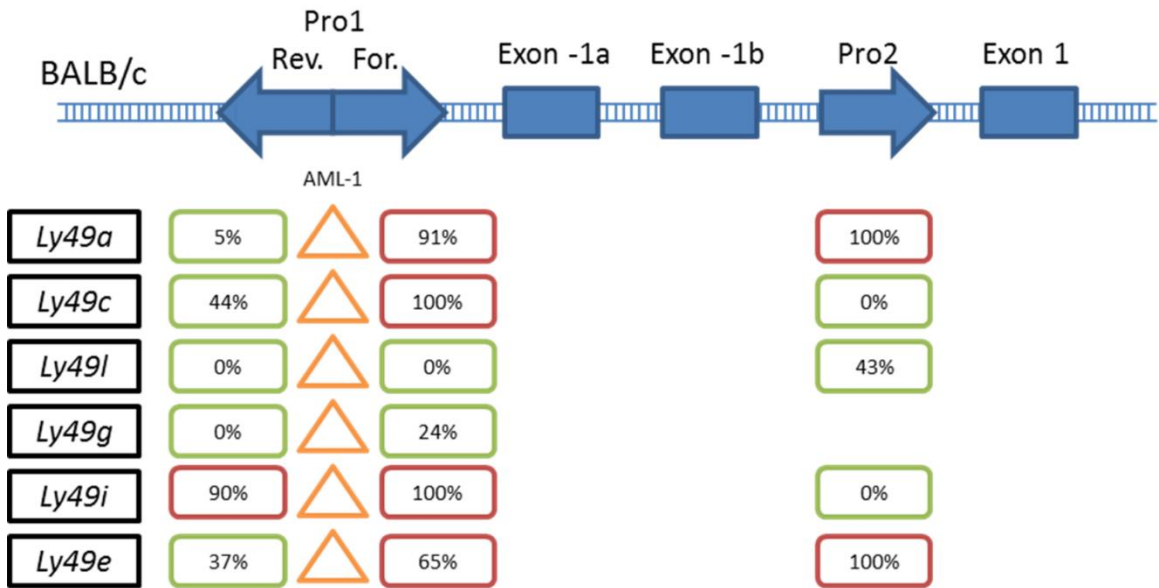 Pro1
BALB/c Rev. For. Exon -1a Exon -1b Pro2 Exon 1
AML-1
Ly49a 5% 91% 100%
Ly49c 44% 100% 0%
Ly49l 0% 0% 43%
Ly49g 0% 24%
Ly49i 90% 100% 0%
Ly49e 37% 65% 100%